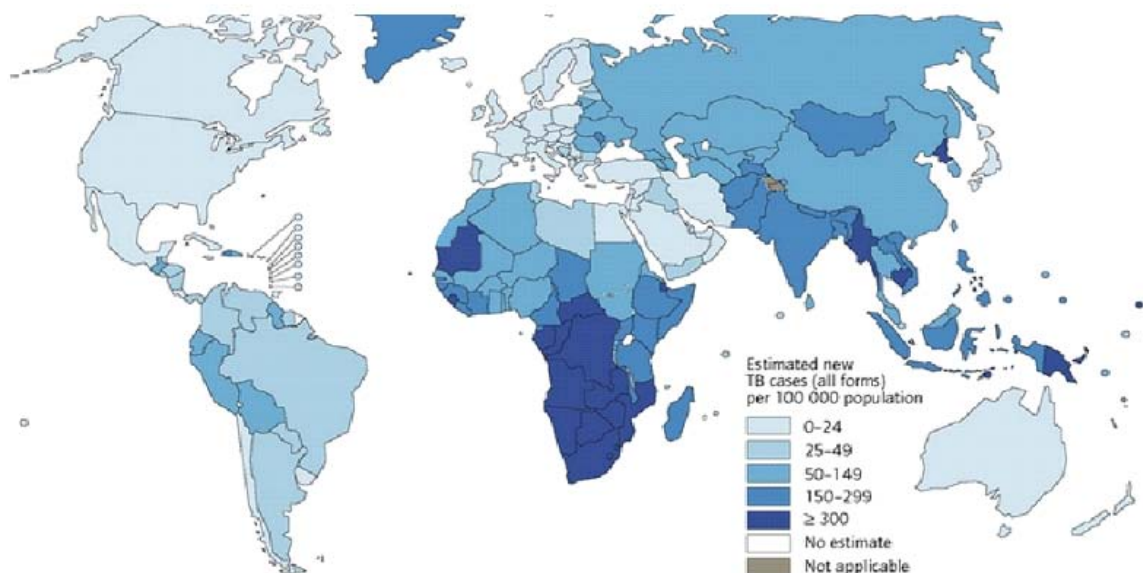 Estimated new
TB cases (all forms)
per 100 000 population
0–24
25–49
50–149
150–299
≥ 300
No estimate
Not applicable